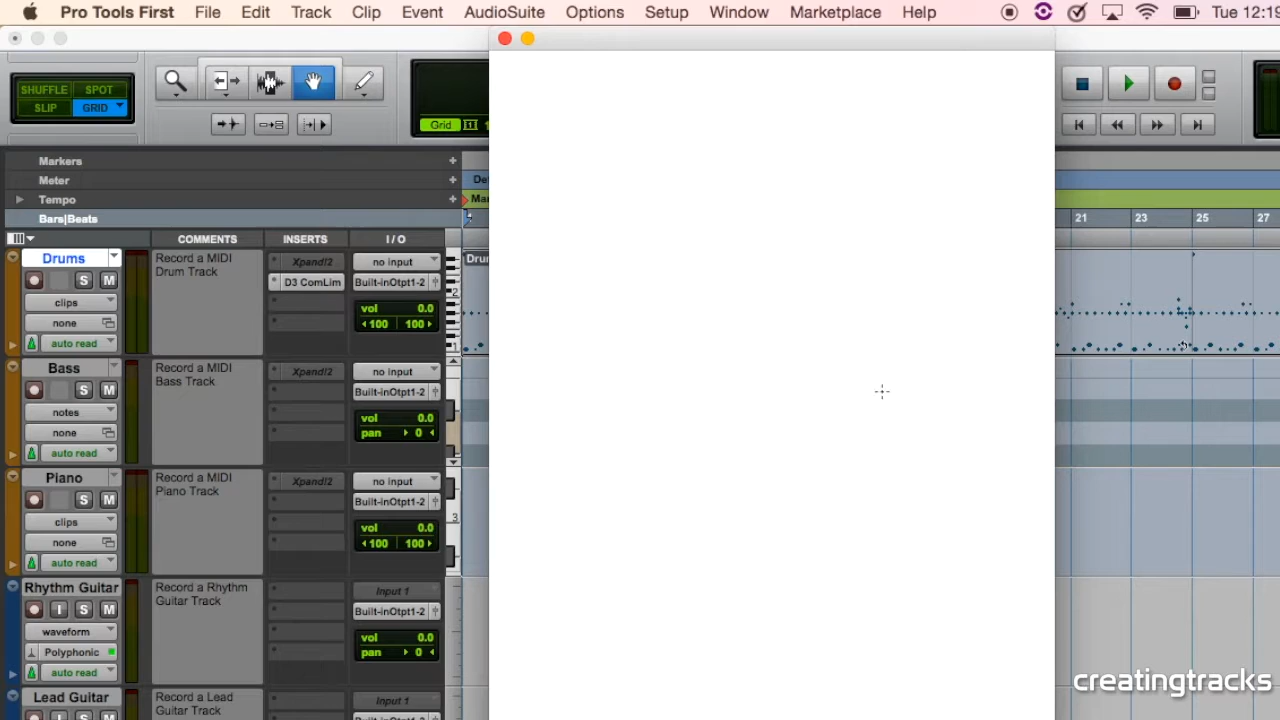 Pro Tools First File Edit Track Clip Event AudioSuite Options Setup Window Marketplace Help Tue 12:19
SHUFFLE SPOT
SLIP GRID
Grid
Markers
Meter
Tempo
Bars|Beats
21 23 25 27
COMMENTS INSERTS I / O
Drums
S M
clips
none
auto read
Record a MIDI
Drum Track
Xpand!2
D3 ComLim
no input
Built-inOtpt1-2
vol 0.0
100 100
2
1
Bass
S M
notes
none
auto read
Record a MIDI
Bass Track
Xpand!2
no input
Built-inOtpt1-2
vol 0.0
pan 0
Piano
S M
clips
none
auto read
Record a MIDI
Piano Track
Xpand!2
no input
Built-inOtpt1-2
vol 0.0
100 100
3
Rhythm Guitar
I S M
waveform
Polyphonic
auto read
Record a Rhythm
Guitar Track
Input 1
Built-inOtpt1-2
vol 0.0
pan 0
Lead Guitar
I S M
Record a Lead
Guitar Track
Input 1
creatingtracks